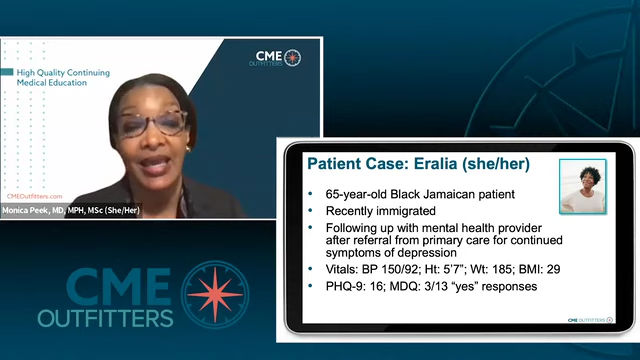 High Quality Continuing
Medical Education
CME
OUTFITTERS
CMEOutfitters.com
Monica Peek, MD, MPH, MSc (She/Her)
CME
OUTFITTERS
Patient Case: Eralia (she/her)
• 65-year-old Black Jamaican patient
• Recently immigrated
• Following up with mental health provider
after referral from primary care for continued
symptoms of depression
• Vitals: BP 150/92; Ht: 5'7”; Wt: 185; BMI: 29
• PHQ-9: 16; MDQ: 3/13 “yes” responses
CME OUTFITTERS